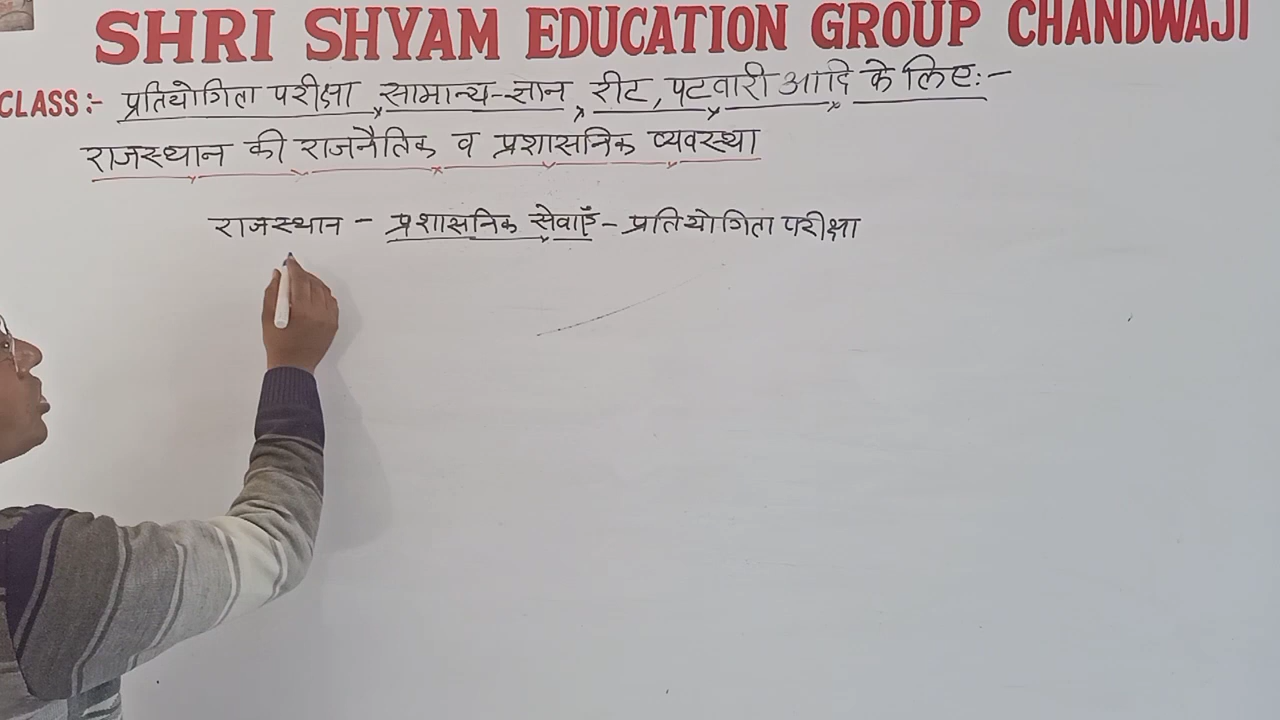 SHRI SHYAM EDUCATION GROUP CHANDWAJI
CLASS:- प्रतियोगिता परीक्षा, सामान्य-ज्ञान, रीट, पटवारी आदि के लिए:-
राजस्थान की राजनैतिक व प्रशासनिक व्यवस्था
राजस्थान - प्रशासनिक सेवाएँ - प्रतियोगिता परीक्षा